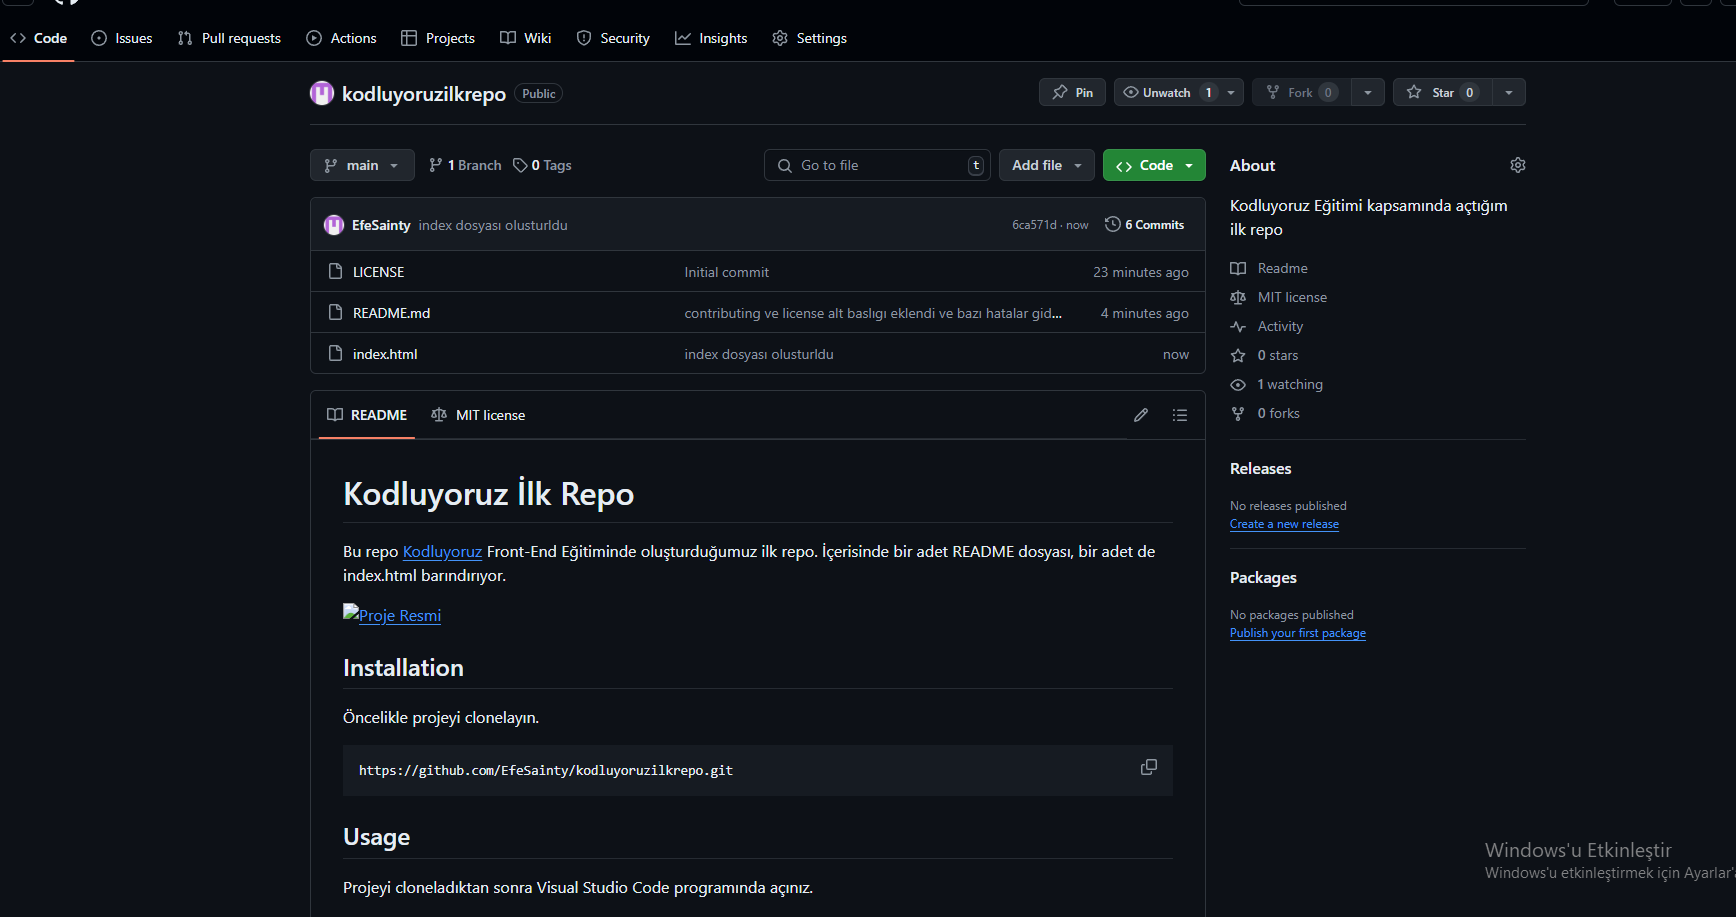 Code Issues Pull requests Actions Projects Wiki Security Insights Settings
kodluyoruzilkrepo Public Pin Unwatch 1 Fork 0 Star 0
main 1 Branch 0 Tags Go to file t Add file Code
EfeSainty index dosyası olusturldu 6ca571d · now 6 Commits
LICENSE Initial commit 23 minutes ago
README.md contributing ve license alt baslıgı eklendi ve bazı hatalar gid... 4 minutes ago
index.html index dosyası olusturldu now
README MIT license
Kodluyoruz İlk Repo
Bu repo Kodluyoruz Front-End Eğitiminde oluşturduğumuz ilk repo. İçerisinde bir adet README dosyası, bir adet de
index.html barındırıyor.
Proje Resmi
Installation
Öncelikle projeyi clonelayın.
https://github.com/EfeSainty/kodluyoruzilkrepo.git
Usage
Projeyi cloneladıktan sonra Visual Studio Code programında açınız.
About
Kodluyoruz Eğitimi kapsamında açtığım
ilk repo
Readme
MIT license
Activity
0 stars
1 watching
0 forks
Releases
No releases published
Create a new release
Packages
No packages published
Publish your first package
Windows'u Etkinleştir
Windows'u etkinleştirmek için Ayarlar'a